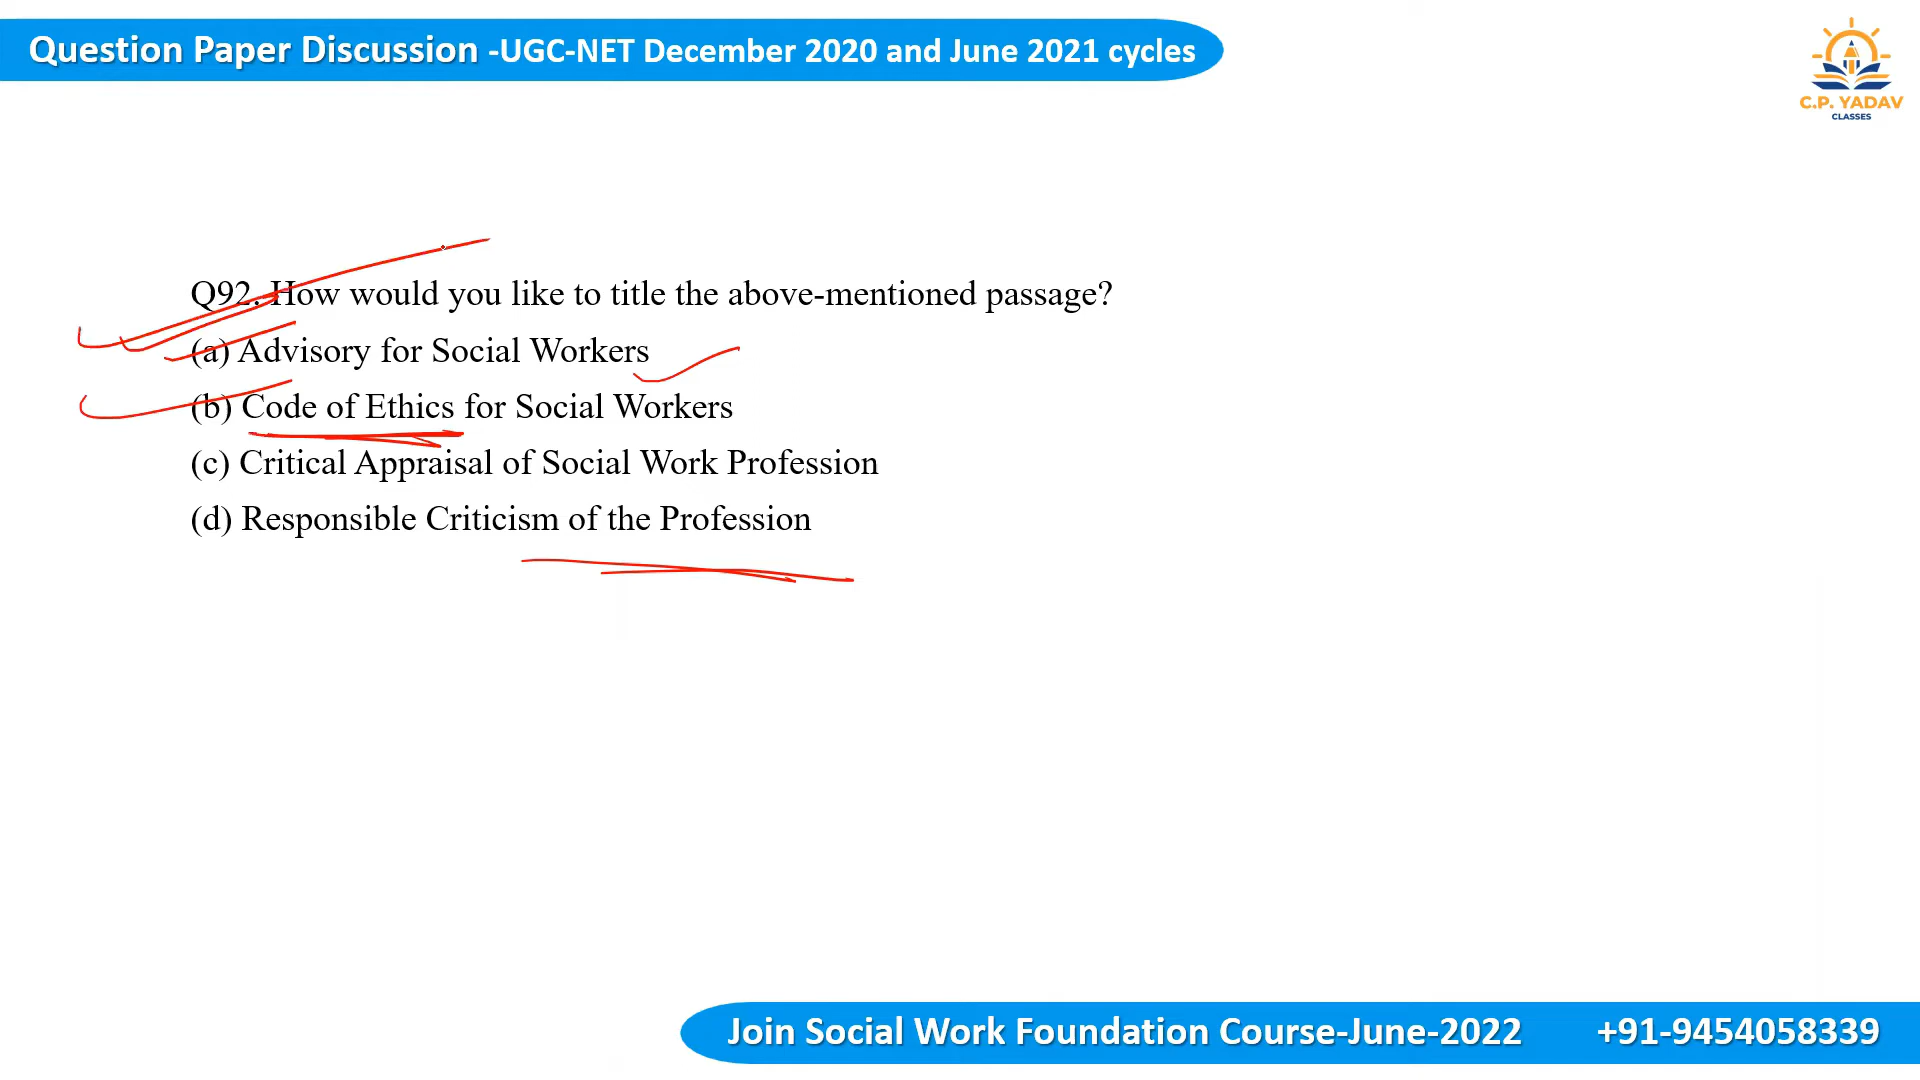 Question Paper Discussion -UGC-NET December 2020 and June 2021 cycles
C.P. YADAV
CLASSES
Q92. How would you like to title the above-mentioned passage?
(a) Advisory for Social Workers
(b) Code of Ethics for Social Workers
(c) Critical Appraisal of Social Work Profession
(d) Responsible Criticism of the Profession
Join Social Work Foundation Course-June-2022 +91-9454058339